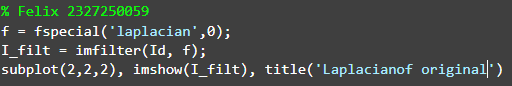 % Felix 2327250059
f = fspecial('laplacian',0);
I_filt = imfilter(Id, f);
subplot(2,2,2), imshow(I_filt), title('Laplacianof original')